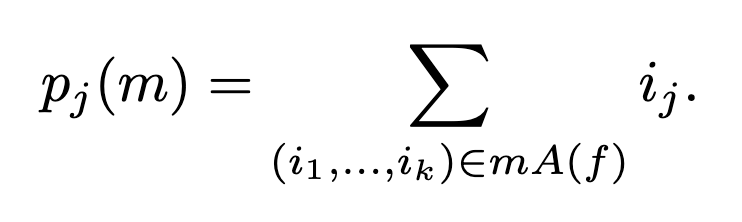 $$p_j(m) = \sum_{(i_1,\ldots,i_k) \in mA(f)} i_j.$$